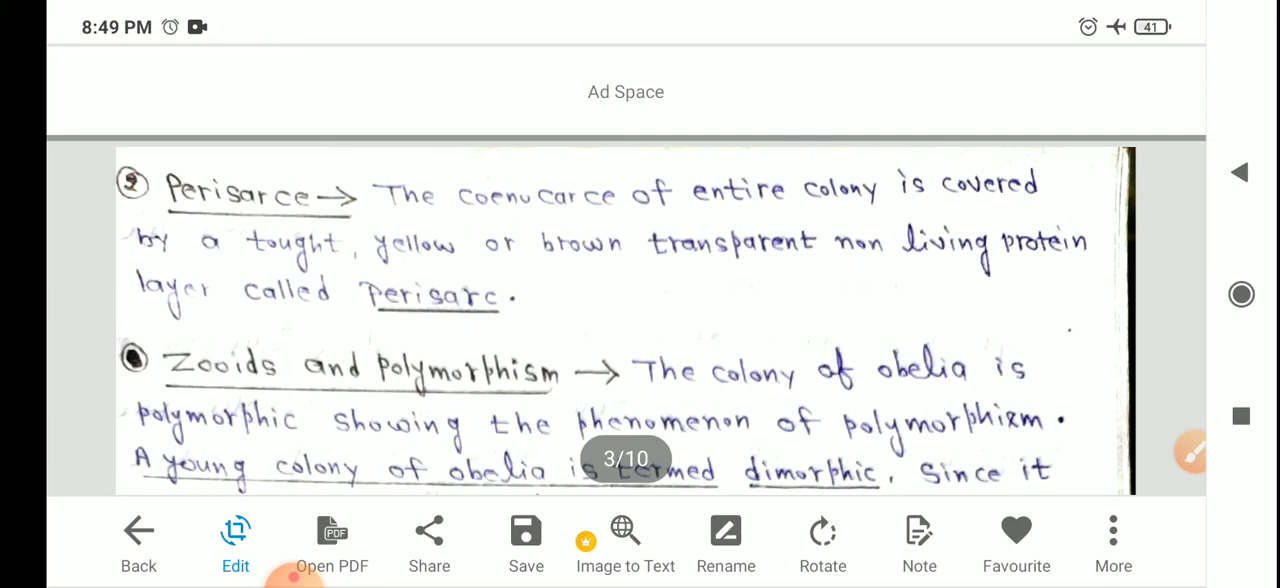 8:49 PM
41
Ad Space
2 Perisarce → The coenucarce of entire colony is covered
by a tought, yellow or brown transparent non living protein
layer called Perisarc.
Zooids and polymorphism → The colony of obelia is
polymorphic showing the phenomenon of polymorphism.
A young colony of obelia is termed dimorphic. Since it
3/10
Back Edit Open PDF Share Save Image to Text Rename Rotate Note Favourite More
PDF